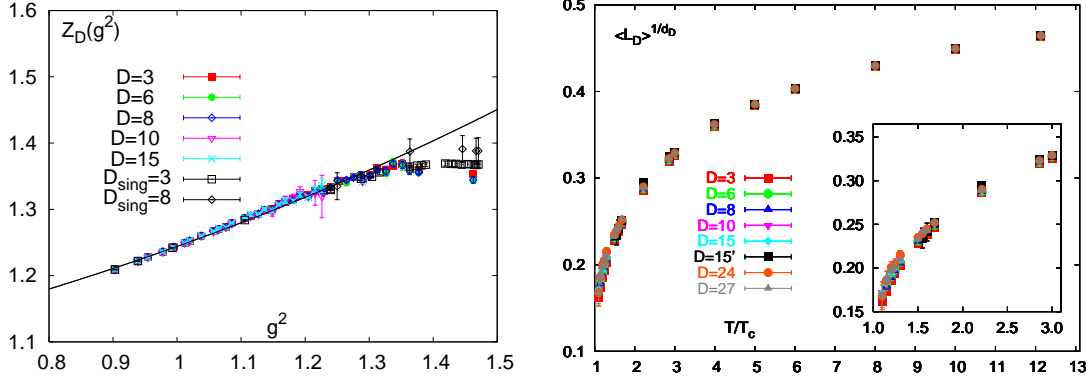 Z_D(g²)
D=3
D=6
D=8
D=10
D=15
D_sing=3
D_sing=8
1.6
1.5
1.4
1.3
1.2
1.1
0.8
0.9
1
1.1
1.2
1.3
1.4
1.5
g²
<L_D>^1/d_D
D=3
D=6
D=8
D=10
D=15
D=15'
D=24
D=27
0.5
0.4
0.3
0.2
0.1
1 2 3 4 5 6 7 8 9 10 11 12 13
T/T_c
0.35
0.30
0.25
0.20
0.15
1.0 1.5 2.0 2.5 3.0